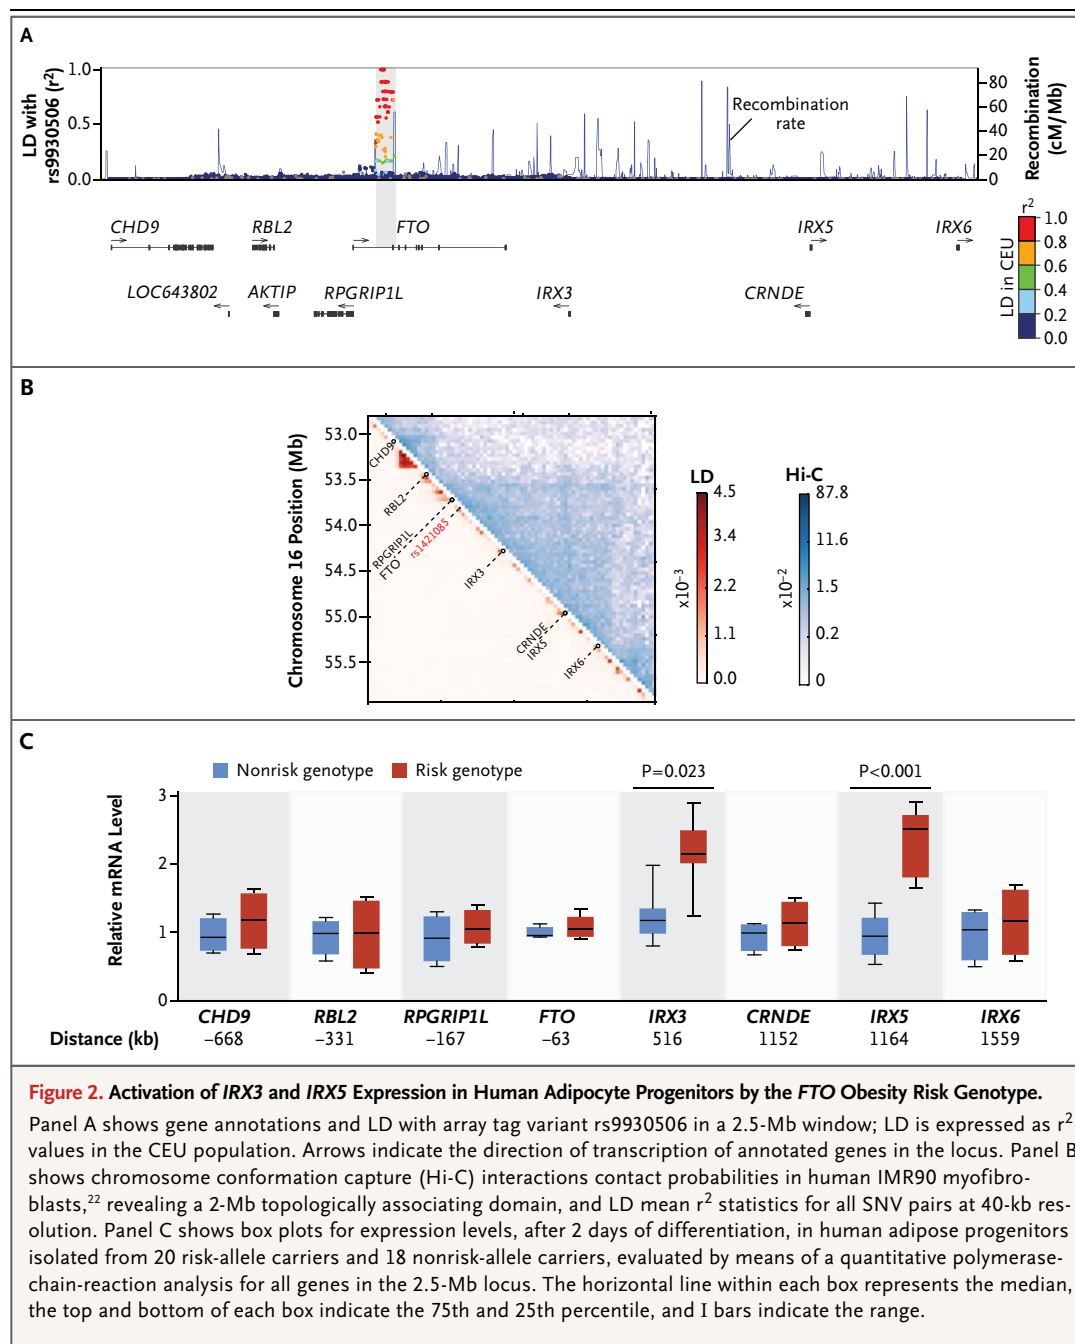 A
LD with
rs9930506 (r²)
1.0
0.5
0.0
Recombination
rate
80
60
40
20
0
Recombination
(cM/Mb)
CHD9
RBL2
FTO
IRX5
IRX6
LOC643802
AKTIP
RPGRIP1L
IRX3
CRNDE
r²
1.0
0.8
0.6
0.4
0.2
0.0
LD in CEU
B
Chromosome 16 Position (Mb)
53.0
53.5
54.0
54.5
55.0
55.5
CHD9
RBL2
RPGRIP1L
FTO
rs1421085
IRX3
CRNDE
IRX5
IRX6
LD
4.5
3.4
2.2
1.1
0.0
x10⁻³
Hi-C
87.8
11.6
1.5
0.2
0
x10⁻²
C
Nonrisk genotype
Risk genotype
P=0.023
P<0.001
Relative mRNA Level
3
2
1
0
CHD9 RBL2 RPGRIP1L FTO IRX3 CRNDE IRX5 IRX6
Distance (kb) −668 −331 −167 −63 516 1152 1164 1559
Figure 2. Activation of IRX3 and IRX5 Expression in Human Adipocyte Progenitors by the FTO Obesity Risk Genotype.
Panel A shows gene annotations and LD with array tag variant rs9930506 in a 2.5-Mb window; LD is expressed as r²
values in the CEU population. Arrows indicate the direction of transcription of annotated genes in the locus. Panel B
shows chromosome conformation capture (Hi-C) interactions contact probabilities in human IMR90 myofibro-
blasts,²² revealing a 2-Mb topologically associating domain, and LD mean r² statistics for all SNV pairs at 40-kb res-
olution. Panel C shows box plots for expression levels, after 2 days of differentiation, in human adipose progenitors
isolated from 20 risk-allele carriers and 18 nonrisk-allele carriers, evaluated by means of a quantitative polymerase-
chain-reaction analysis for all genes in the 2.5-Mb locus. The horizontal line within each box represents the median,
the top and bottom of each box indicate the 75th and 25th percentile, and I bars indicate the range.